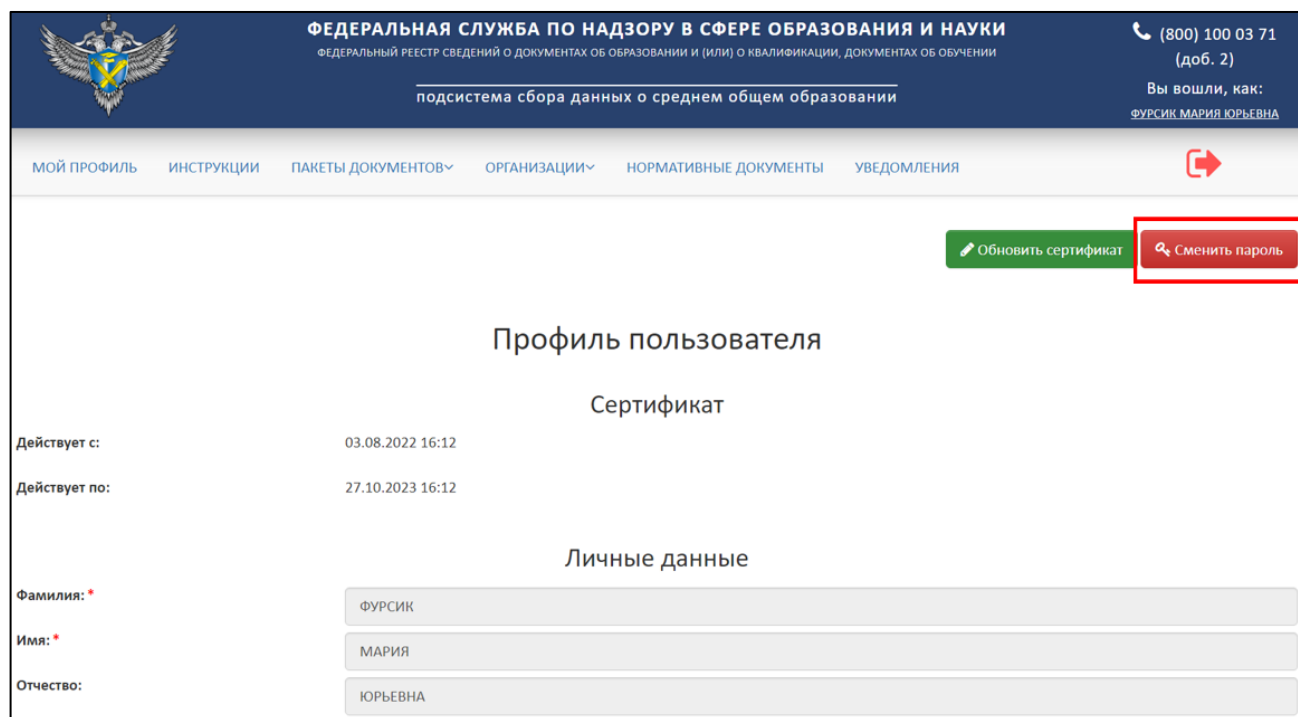 ФЕДЕРАЛЬНАЯ СЛУЖБА ПО НАДЗОРУ В СФЕРЕ ОБРАЗОВАНИЯ И НАУКИ
ФЕДЕРАЛЬНЫЙ РЕЕСТР СВЕДЕНИЙ О ДОКУМЕНТАХ ОБ ОБРАЗОВАНИИ И (ИЛИ) О КВАЛИФИКАЦИИ, ДОКУМЕНТАХ ОБ ОБУЧЕНИИ
подсистема сбора данных о среднем общем образовании
(800) 100 03 71
(доб. 2)
Вы вошли, как:
ФУРСИК МАРИЯ ЮРЬЕВНА
МОЙ ПРОФИЛЬ ИНСТРУКЦИИ ПАКЕТЫ ДОКУМЕНТОВ ОРГАНИЗАЦИИ НОРМАТИВНЫЕ ДОКУМЕНТЫ УВЕДОМЛЕНИЯ
Обновить сертификат Сменить пароль
Профиль пользователя
Сертификат
Действует с: 03.08.2022 16:12
Действует по: 27.10.2023 16:12
Личные данные
Фамилия: * ФУРСИК
Имя: * МАРИЯ
Отчество: ЮРЬЕВНА